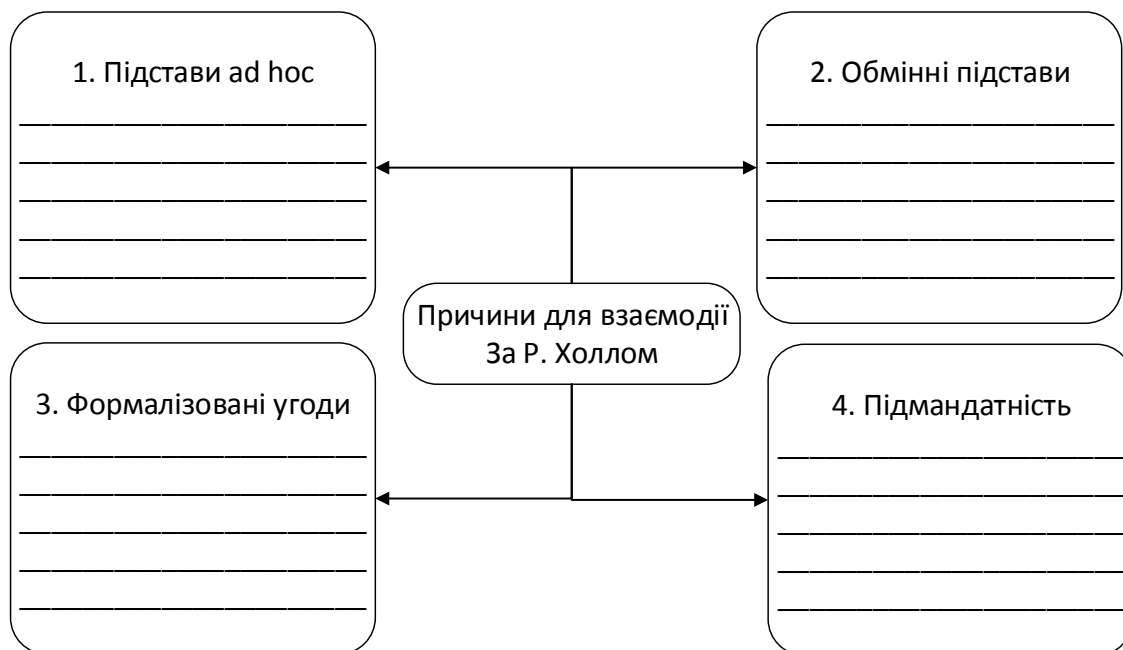 1. Підстави ad hoc
2. Обмінні підстави
Причини для взаємодії
За Р. Холлом
3. Формалізовані угоди
4. Підмандатність